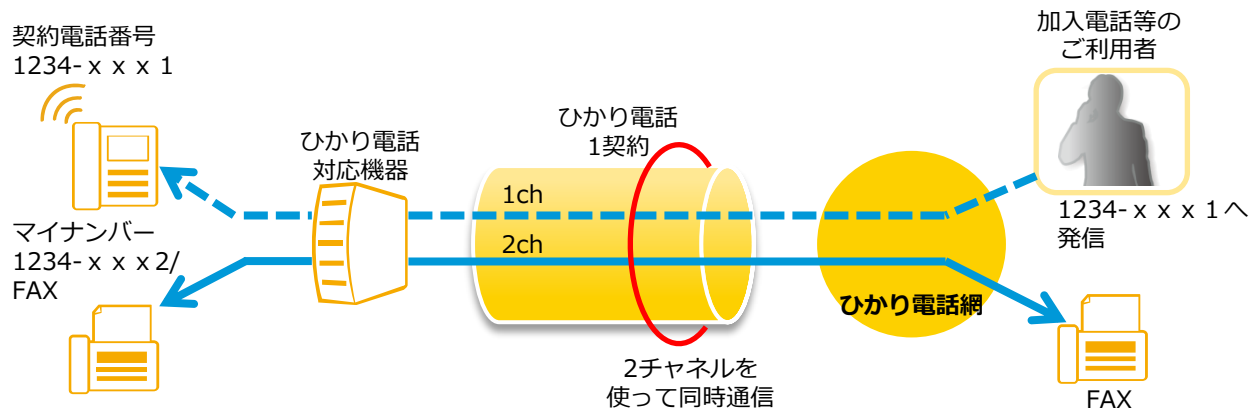 契約電話番号
1234-ｘｘｘ１
マイナンバー
1234-ｘｘｘ2/
FAX
ひかり電話
対応機器
ひかり電話
1契約
1ch
2ch
2チャネルを
使って同時通信
ひかり電話網
加入電話等の
ご利用者
1234-ｘｘｘ１へ
発信
FAX